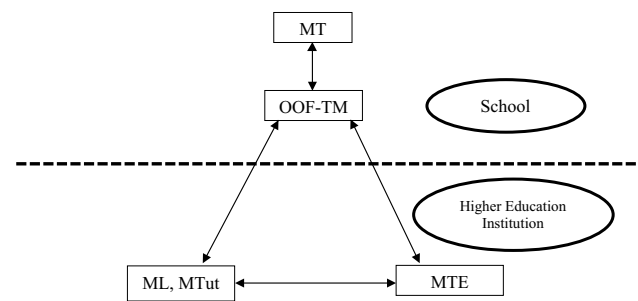 MT
OOF-TM
School
Higher Education
Institution
ML, MTut
MTE